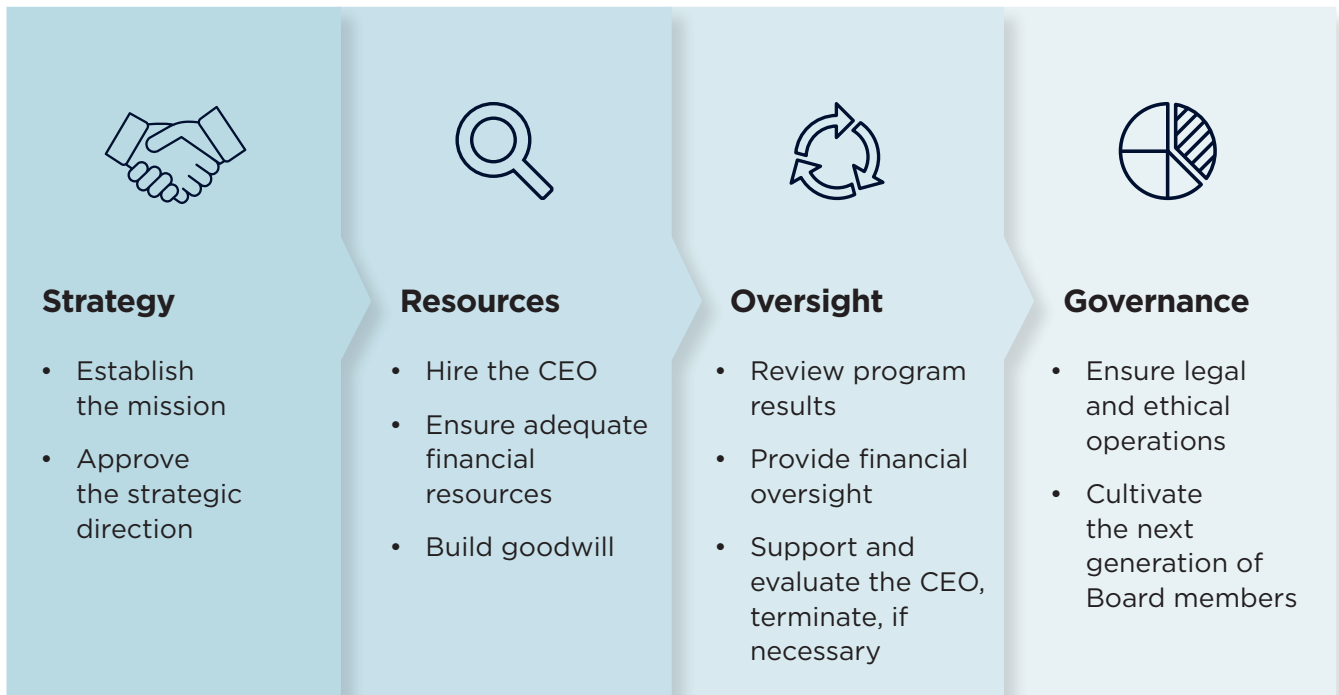 Strategy
• Establish
the mission
• Approve
the strategic
direction
Resources
• Hire the CEO
• Ensure adequate
financial
resources
• Build goodwill
Oversight
• Review program
results
• Provide financial
oversight
• Support and
evaluate the CEO,
terminate, if
necessary
Governance
• Ensure legal
and ethical
operations
• Cultivate
the next
generation of
Board members